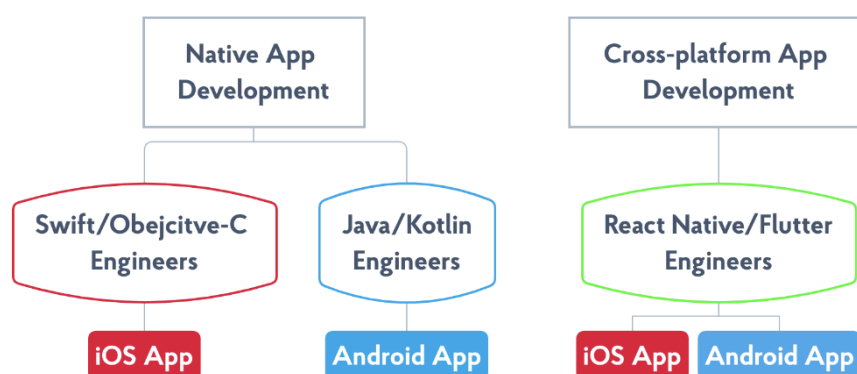 Native App
Development
Cross-platform App
Development
Swift/Obejcitve-C
Engineers
Java/Kotlin
Engineers
React Native/Flutter
Engineers
iOS App
Android App
iOS App
Android App